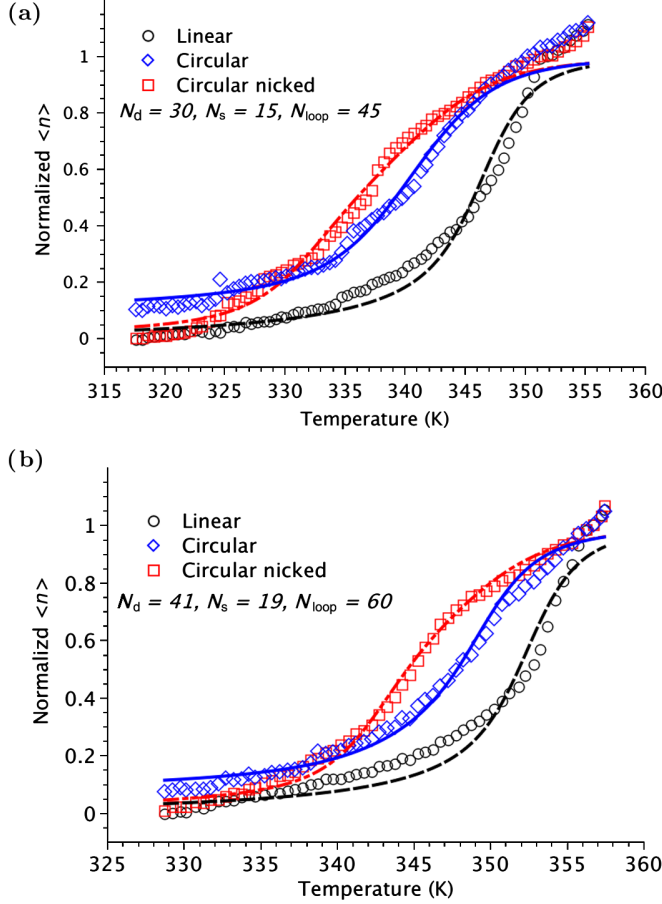 (a)
Linear
Circular
Circular nicked
Nd = 30, Ns = 15, Nloop = 45
Normalized <n>
1
0.8
0.6
0.4
0.2
0
315 320 325 330 335 340 345 350 355 360
Temperature (K)
(b)
Linear
Circular
Circular nicked
Nd = 41, Ns = 19, Nloop = 60
Normalizd <n>
1
0.8
0.6
0.4
0.2
0
325 330 335 340 345 350 355 360
Temperature (K)